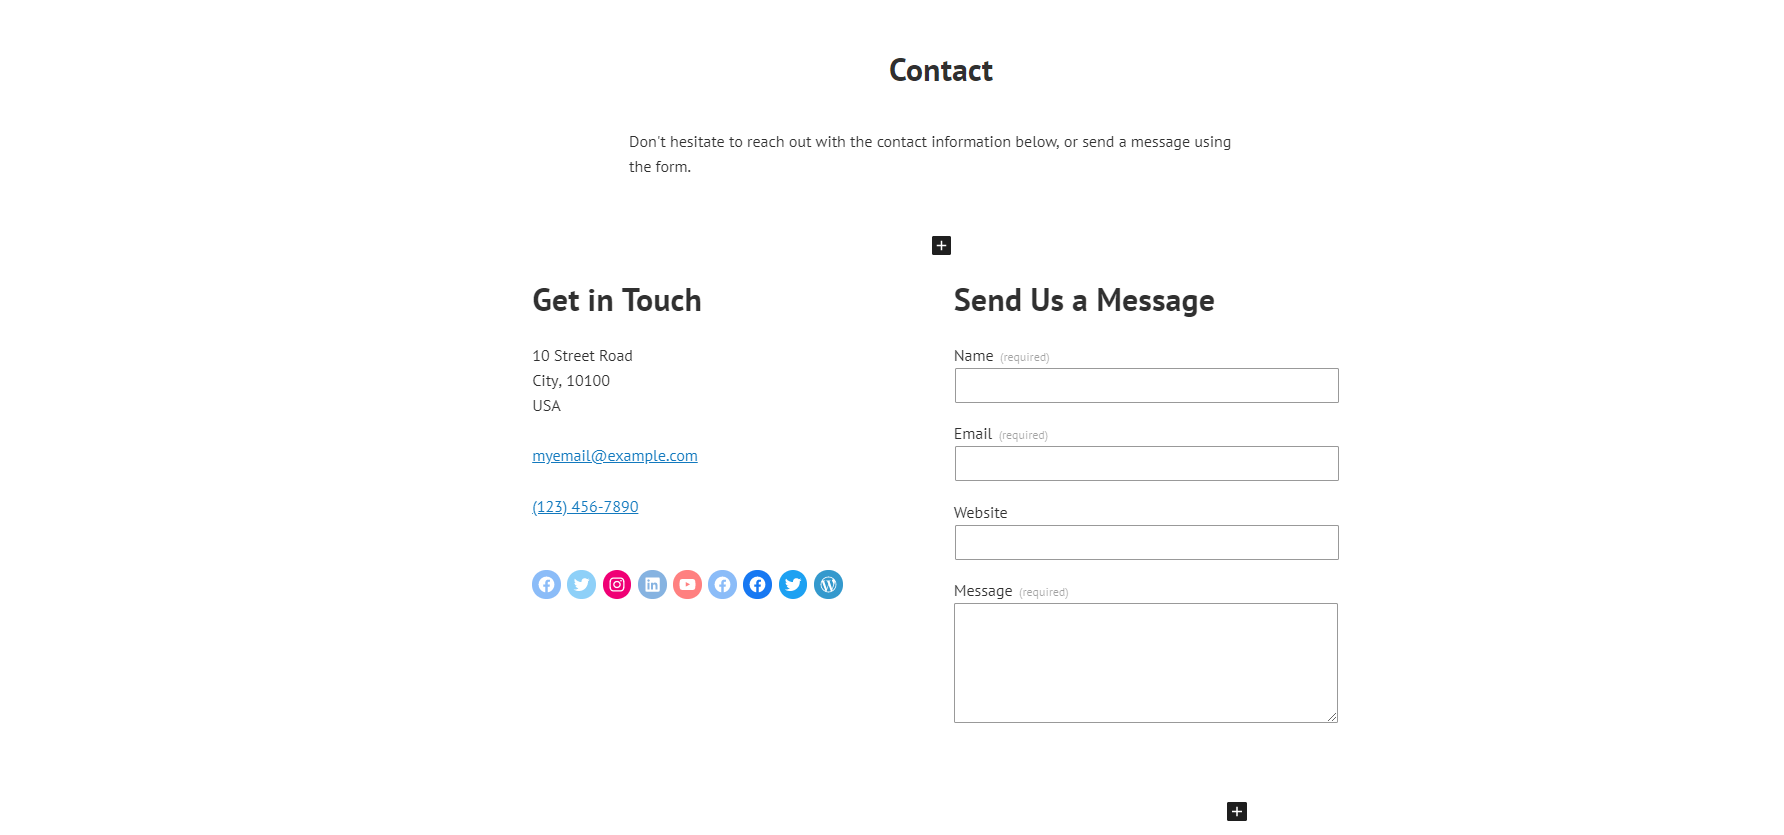 Contact
Don't hesitate to reach out with the contact information below, or send a message using
the form.
Get in Touch
10 Street Road
City, 10100
USA
myemail@example.com
(123) 456-7890
Send Us a Message
Name (required)
Email (required)
Website
Message (required)